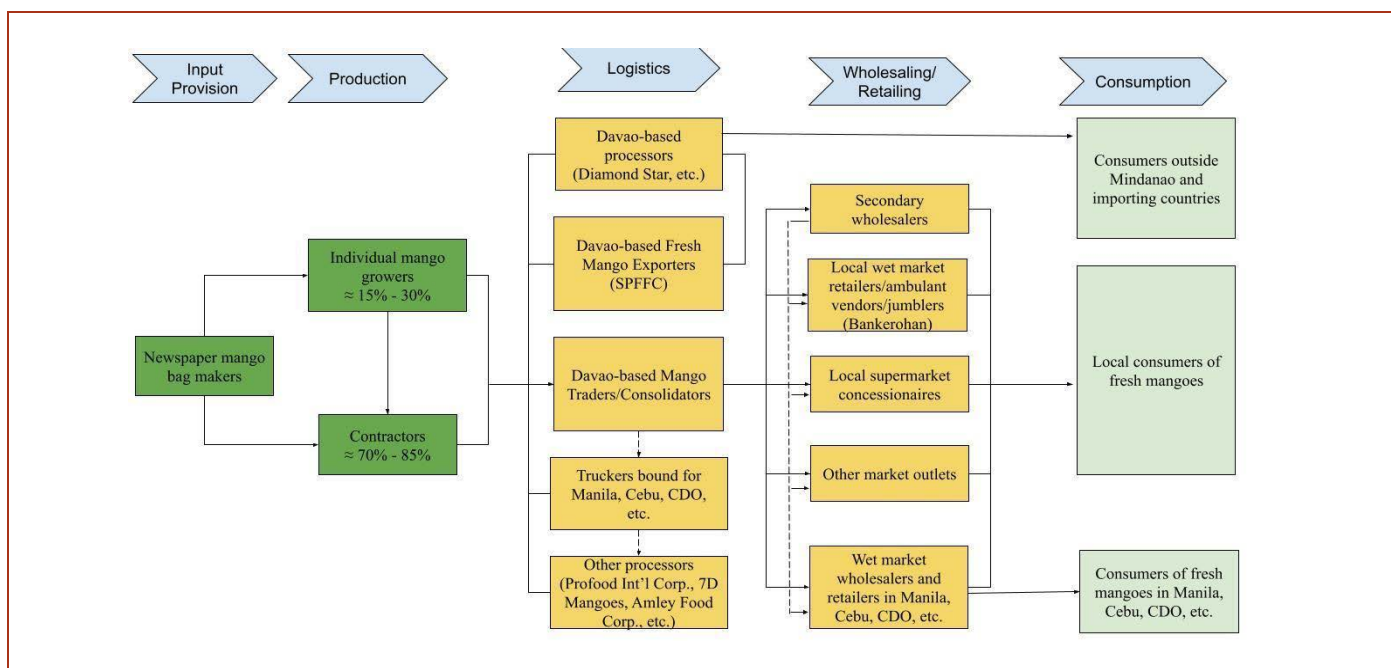 Input
Provision
Production
Logistics
Wholesaling/
Retailing
Consumption
Davao-based
processors
(Diamond Star, etc.)
Consumers outside
Mindanao and
importing countries
Secondary
wholesalers
Individual mango
growers
≈ 15% - 30%
Davao-based Fresh
Mango Exporters
(SPFFC)
Local wet market
retailers/ambulant
vendors/jumblers
(Bankerohan)
Newspaper mango
bag makers
Davao-based Mango
Traders/Consolidators
Local supermarket
concessionaires
Local consumers of
fresh mangoes
Contractors
≈ 70% - 85%
Truckers bound for
Manila, Cebu, CDO,
etc.
Other market outlets
Other processors
(Profood Int'l Corp., 7D
Mangoes, Amley Food
Corp., etc.)
Wet market
wholesalers and
retailers in Manila,
Cebu, CDO, etc.
Consumers of fresh
mangoes in Manila,
Cebu, CDO, etc.